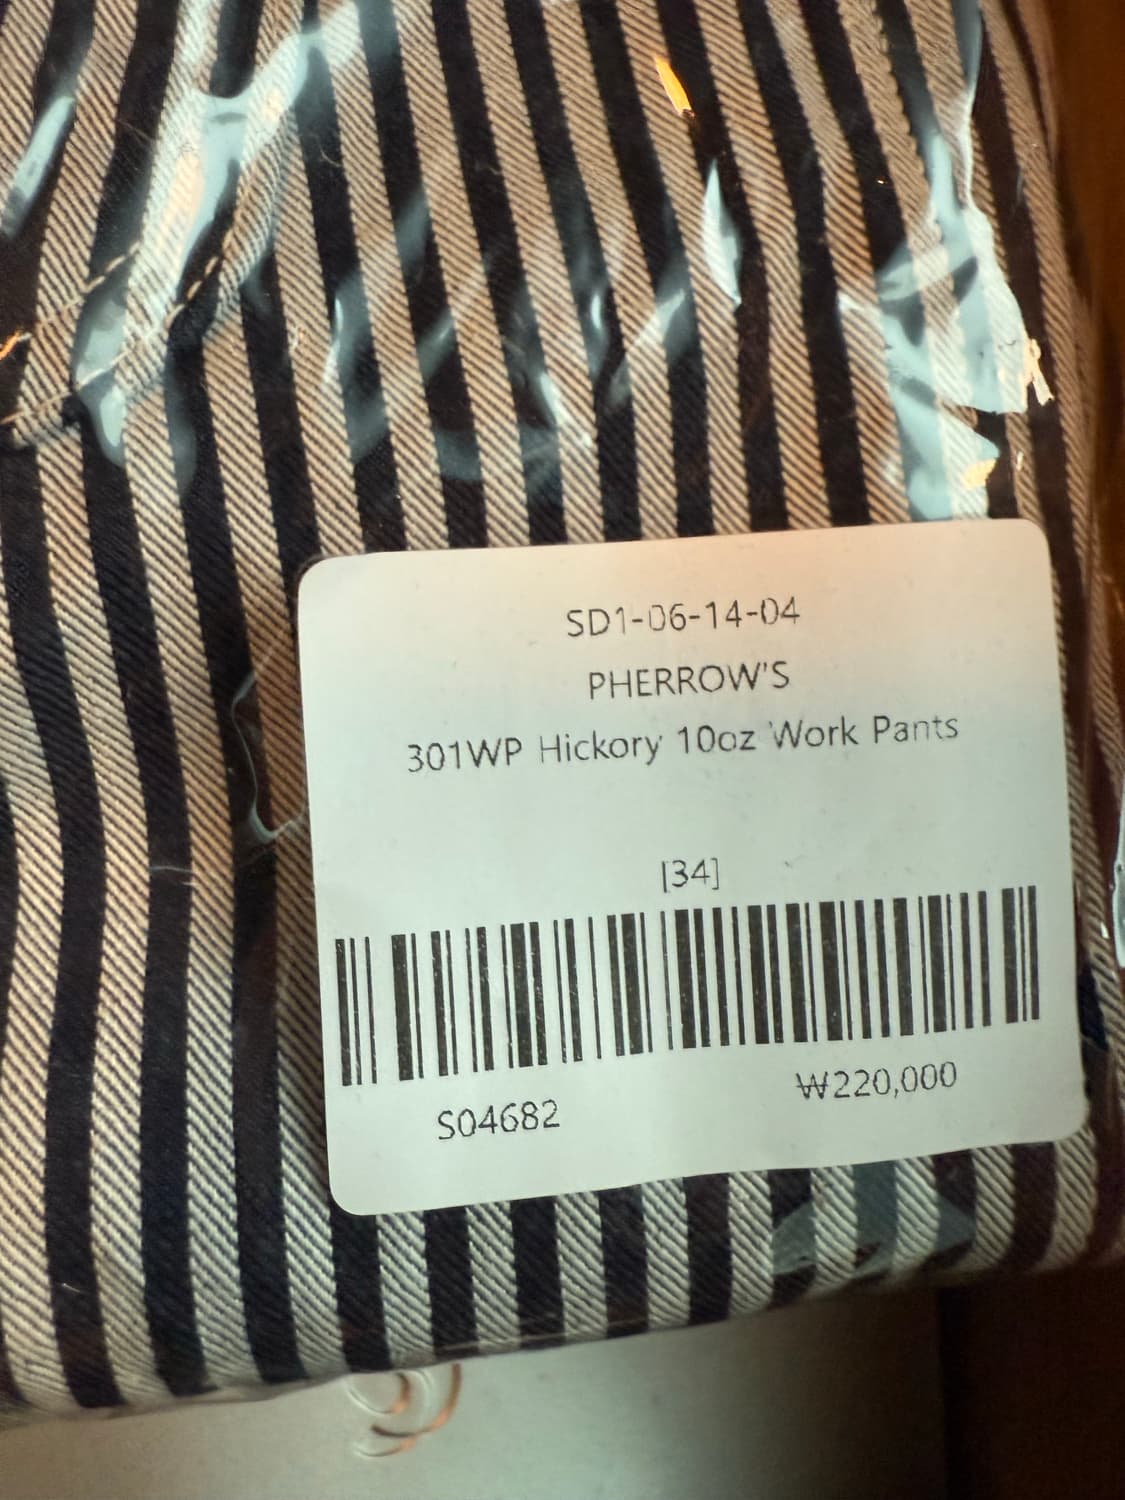 SD1-06-14-04
PHERROW'S
301WP Hickory 10oz Work Pants
[34]
S04682
₩220,000